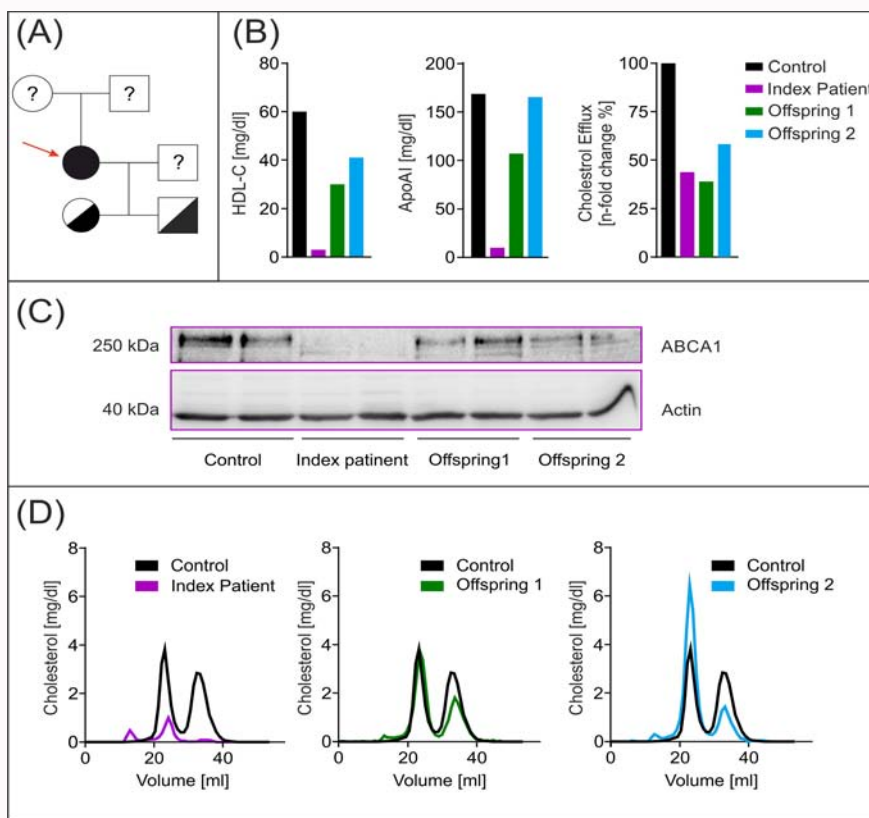 (A)
? ?
?
(B)
80
60
40
20
0
HDL-C [mg/dl]
200
150
100
50
0
ApoAI [mg/dl]
100
75
50
25
0
Cholestrol Efflux
[n-fold change %]
Control
Index Patient
Offspring 1
Offspring 2
(C)
250 kDa ABCA1
40 kDa Actin
Control Index patinent Offspring1 Offspring 2
(D)
8
6
4
2
0
Cholesterol [mg/dl]
Control
Index Patient
0 20 40
Volume [ml]
8
6
4
2
0
Cholesterol [mg/dl]
Control
Offspring 1
0 20 40
Volume [ml]
8
6
4
2
0
Cholesterol [mg/dl]
Control
Offspring 2
0 20 40
Volume [ml]